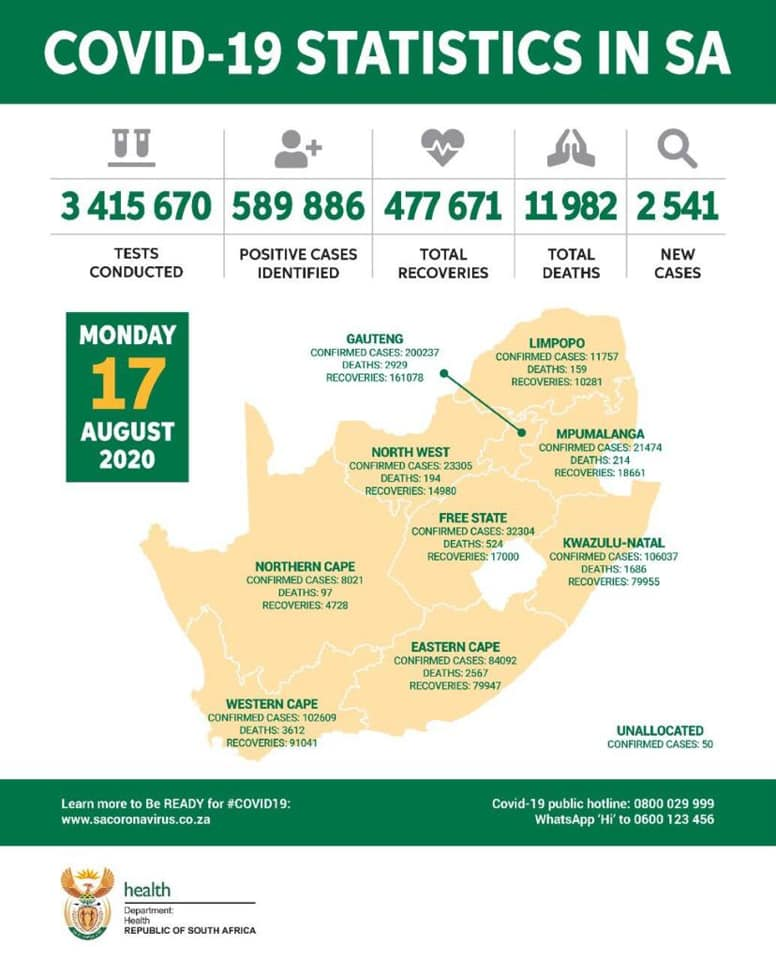 COVID-19 STATISTICS IN SA
3 415 670
TESTS
CONDUCTED
589 886
POSITIVE CASES
IDENTIFIED
477 671
TOTAL
RECOVERIES
11 982
TOTAL
DEATHS
2 541
NEW
CASES
MONDAY
17
AUGUST
2020
GAUTENG
CONFIRMED CASES: 200237
DEATHS: 2929
RECOVERIES: 161078
LIMPOPO
CONFIRMED CASES: 11757
DEATHS: 159
RECOVERIES: 10281
MPUMALANGA
CONFIRMED CASES: 21474
DEATHS: 214
RECOVERIES: 18661
NORTH WEST
CONFIRMED CASES: 23305
DEATHS: 194
RECOVERIES: 14980
FREE STATE
CONFIRMED CASES: 32304
DEATHS: 524
RECOVERIES: 17000
KWAZULU-NATAL
CONFIRMED CASES: 106037
DEATHS: 1686
RECOVERIES: 79955
NORTHERN CAPE
CONFIRMED CASES: 8021
DEATHS: 97
RECOVERIES: 4728
EASTERN CAPE
CONFIRMED CASES: 84092
DEATHS: 2567
RECOVERIES: 79947
WESTERN CAPE
CONFIRMED CASES: 102609
DEATHS: 3612
RECOVERIES: 91041
UNALLOCATED
CONFIRMED CASES: 50
Learn more to Be READY for #COVID19:
www.sacoronavirus.co.za
Covid-19 public hotline: 0800 029 999
WhatsApp 'Hi' to 0600 123 456
health
Department:
Health
REPUBLIC OF SOUTH AFRICA